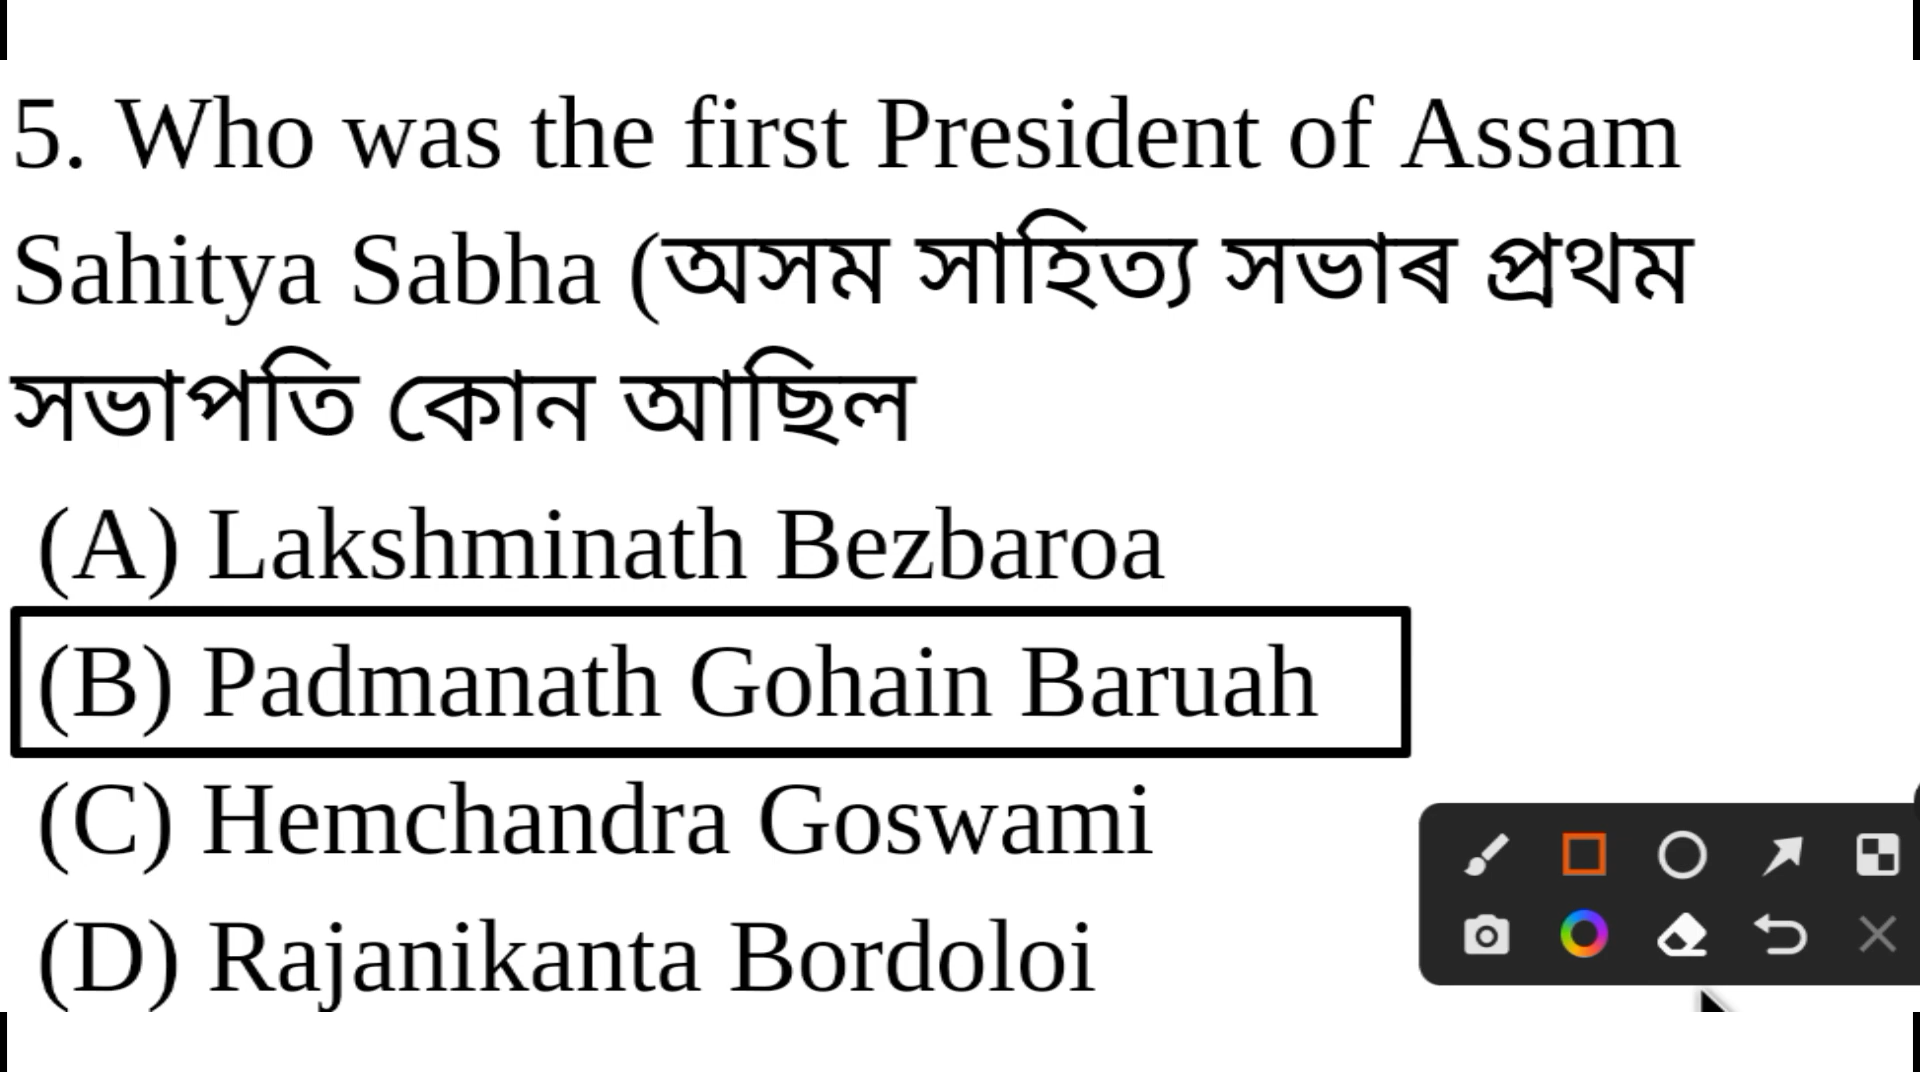 5. Who was the first President of Assam
Sahitya Sabha (অসম সাহিত্য সভাৰ প্ৰথম
সভাপতি কোন আছিল
(A) Lakshminath Bezbaroa
(B) Padmanath Gohain Baruah
(C) Hemchandra Goswami
(D) Rajanikanta Bordoloi